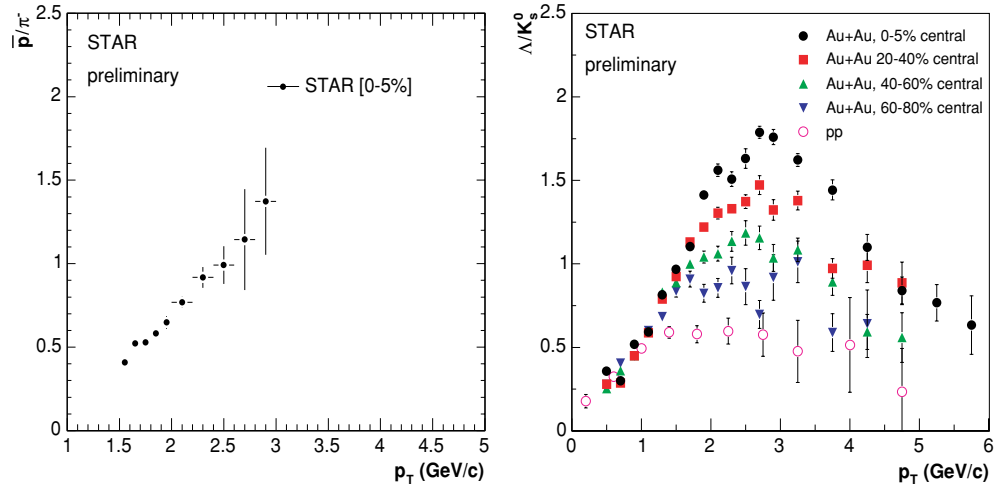 p̅/π⁻
STAR
preliminary
STAR [0-5%]
2
1.5
1
0.5
0
1 1.5 2 2.5 3 3.5 4 4.5 5
p_T (GeV/c)
Λ/K⁰_s
STAR
preliminary
Au+Au, 0-5% central
Au+Au 20-40% central
Au+Au, 40-60% central
Au+Au, 60-80% central
pp
2.5
2
1.5
1
0.5
0
0 1 2 3 4 5 6
p_T (GeV/c)